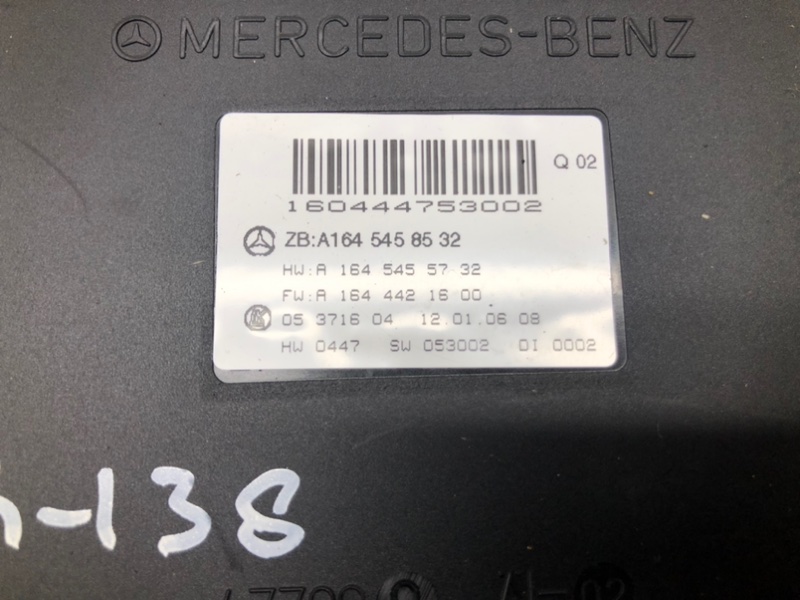 MERCEDES-BENZ
Q 02
160444753002
ZB:A164 545 85 32
HW:A 164 545 57 32
FW:A 164 442 16 00
05 3716 04 12.01.06 08
HW 0447 SW 053002 DI 0002
-138